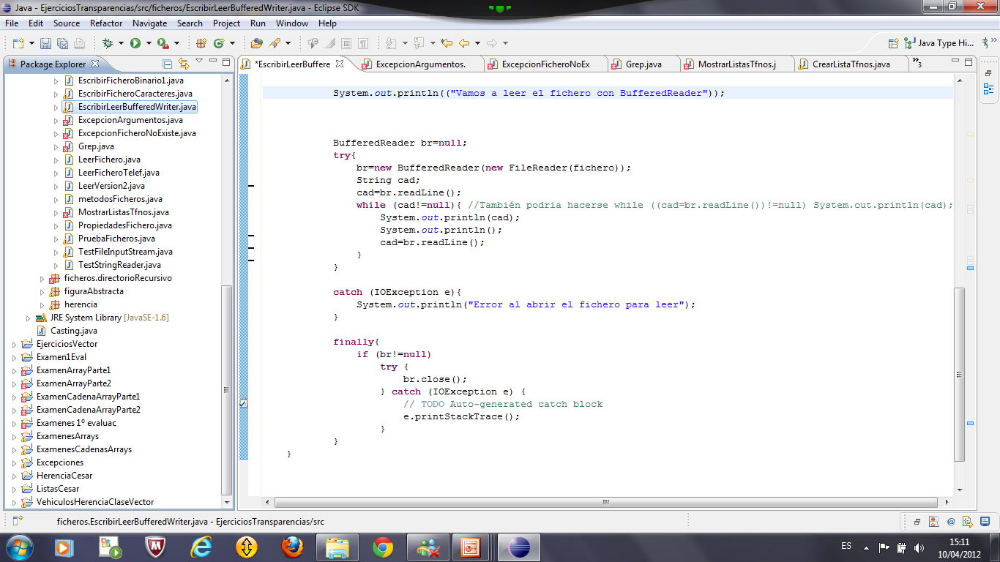 Java - EjerciciosTransparencias/src/ficheros/EscribirLeerBufferedWriter.java - Eclipse SDK
File Edit Source Refactor Navigate Search Project Run Window Help
Java Type Hi...
Package Explorer
*EscribirLeerBuffere
ExcepcionArgumentos.
ExcepcionFicheroNoEx
Grep.java
MostrarListasTfnos.j
CrearListaTfnos.java
3
EscribirFicheroBinario1.java
EscribirFicheroCaracteres.java
EscribirLeerBufferedWriter.java
ExcepcionArgumentos.java
ExcepcionFicheroNoExiste.java
Grep.java
LeerFichero.java
LeerFicheroTelef.java
LeerVersion2.java
metodosFicheros.java
MostrarListasTfnos.java
PropiedadesFichero.java
PruebaFicheros.java
TestFileInputStream.java
TestStringReader.java
ficheros.directorioRecursivo
figuraAbstracta
herencia
JRE System Library [JavaSE-1.6]
Casting.java
EjerciciosVector
Examen1Eval
ExamenArrayParte1
ExamenArrayParte2
ExamenCadenaArrayParte1
ExamenCadenaArrayParte2
Examenes 1º evaluac
ExamenesArrays
ExamenesCadenasArrays
Excepciones
HerenciaCesar
ListasCesar
VehiculosHerenciaClaseVector
System.out.println(("Vamos a leer el fichero con BufferedReader"));
BufferedReader br=null;
try{
br=new BufferedReader(new FileReader(fichero));
String cad;
cad=br.readLine();
while (cad!=null){ //También podria hacerse while ((cad=br.readLine())!=null) System.out.println(cad);
System.out.println(cad);
System.out.println();
cad=br.readLine();
}
}
catch (IOException e){
System.out.println("Error al abrir el fichero para leer");
}
finally{
if (br!=null)
try {
br.close();
} catch (IOException e) {
// TODO Auto-generated catch block
e.printStackTrace();
}
}
}
ficheros.EscribirLeerBufferedWriter.java - EjerciciosTransparencias/src
ES
15:11
10/04/2012